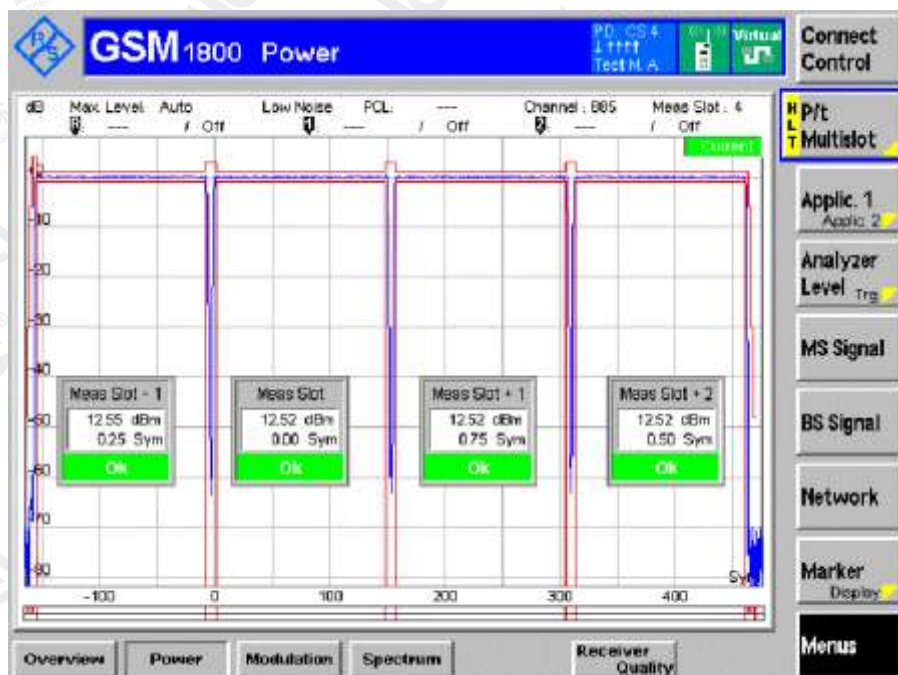 R&S
GSM 1800 Power
PD: CS4
Test M. A
Virtual
Connect Control
dB Max. Level: Auto Low Noise PCL: --- Channel : 885 Meas Slot : 4
--- / Off 1 --- / Off 2 --- / Off
Current
H L T
P/t Multislot
-10
-20
-30
-40
-50
-60
-70
-80
Meas Slot - 1
12.55 dBm
0.25 Sym
Ok
Meas Slot
12.52 dBm
0.00 Sym
Ok
Meas Slot + 1
12.52 dBm
0.75 Sym
Ok
Meas Slot + 2
12.52 dBm
0.50 Sym
Ok
-100 0 100 200 300 400
Applic. 1
Applic. 2
Analyzer Level
Trg
MS Signal
BS Signal
Network
Marker
Display
Menus
Overview Power Modulation Spectrum Receiver Quality